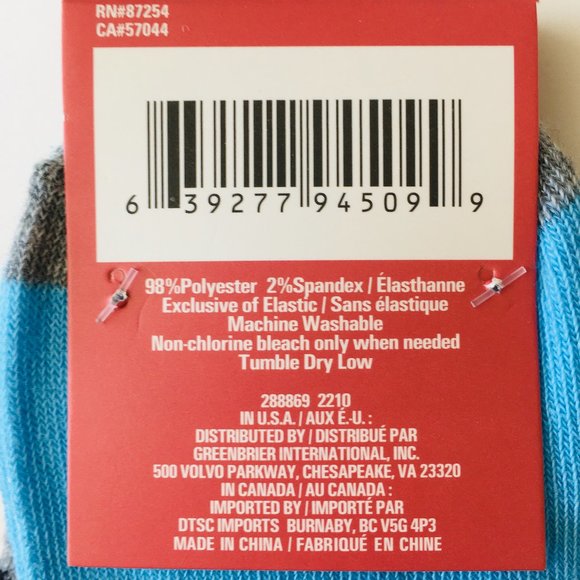 RN#87254
CA#57044
6 39277 94509 9
98%Polyester 2%Spandex / Élasthanne
Exclusive of Elastic / Sans élastique
Machine Washable
Non-chlorine bleach only when needed
Tumble Dry Low
288869 2210
IN U.S.A. / AUX É.-U. :
DISTRIBUTED BY / DISTRIBUÉ PAR
GREENBRIER INTERNATIONAL, INC.
500 VOLVO PARKWAY, CHESAPEAKE, VA 23320
IN CANADA / AU CANADA :
IMPORTED BY / IMPORTÉ PAR
DTSC IMPORTS BURNABY, BC V5G 4P3
MADE IN CHINA / FABRIQUÉ EN CHINE